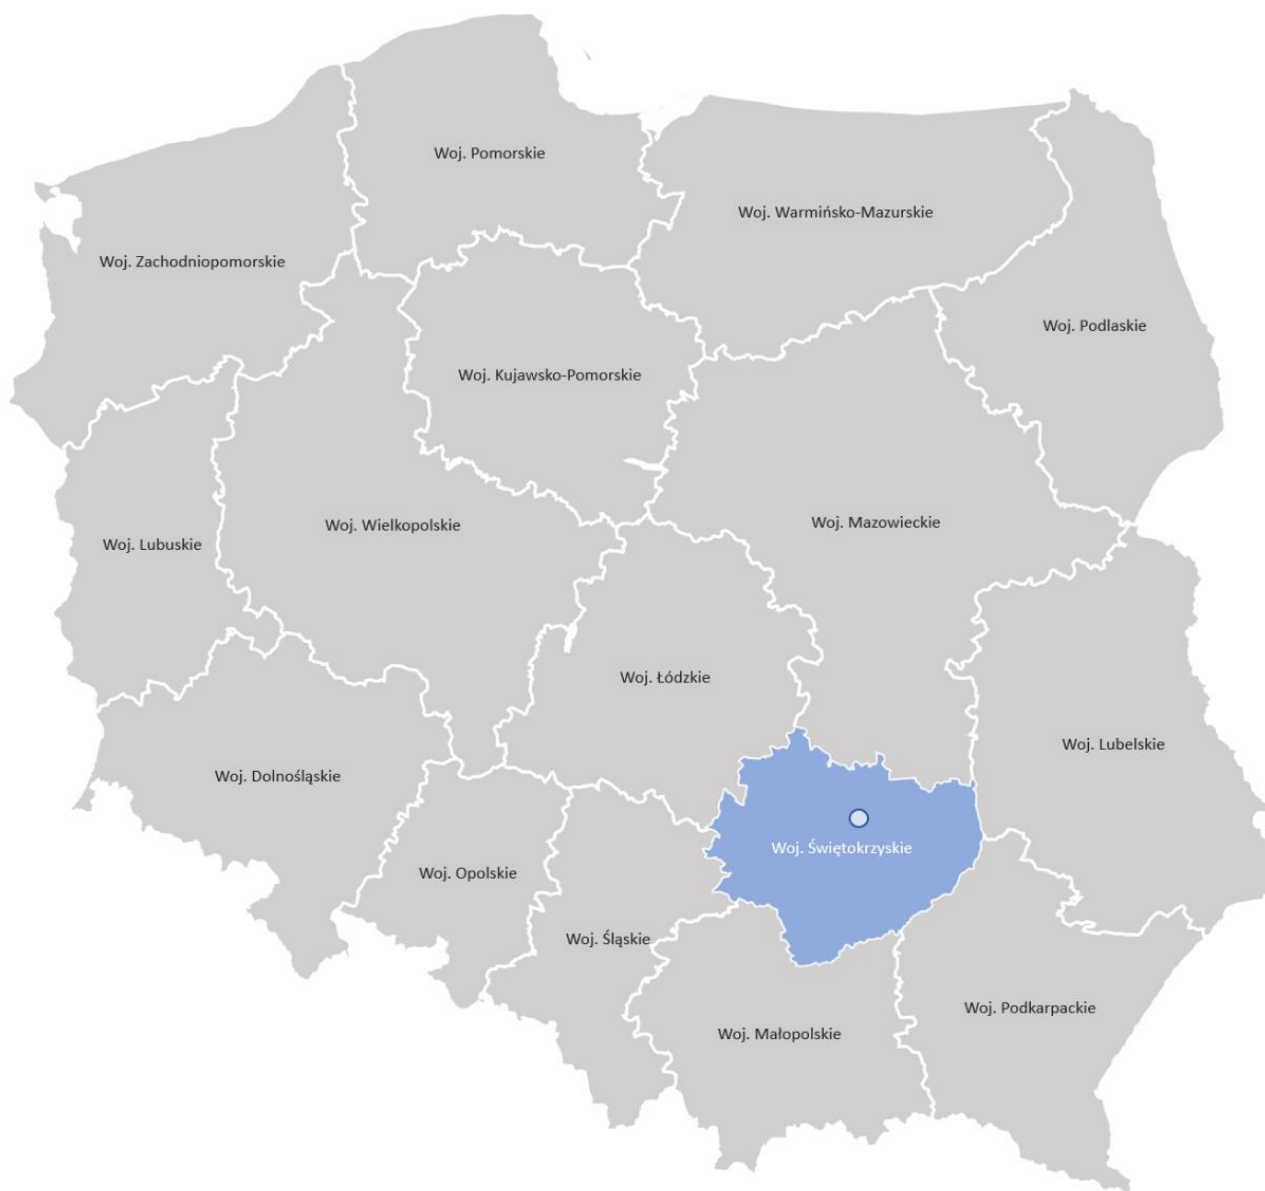 Woj. Pomorskie
Woj. Warmińsko-Mazurskie
Woj. Zachodniopomorskie
Woj. Podlaskie
Woj. Kujawsko-Pomorskie
Woj. Mazowieckie
Woj. Wielkopolskie
Woj. Lubuskie
Woj. Łódzkie
Woj. Lubelskie
Woj. Dolnośląskie
Woj. Świętokrzyskie
Woj. Opolskie
Woj. Śląskie
Woj. Podkarpackie
Woj. Małopolskie